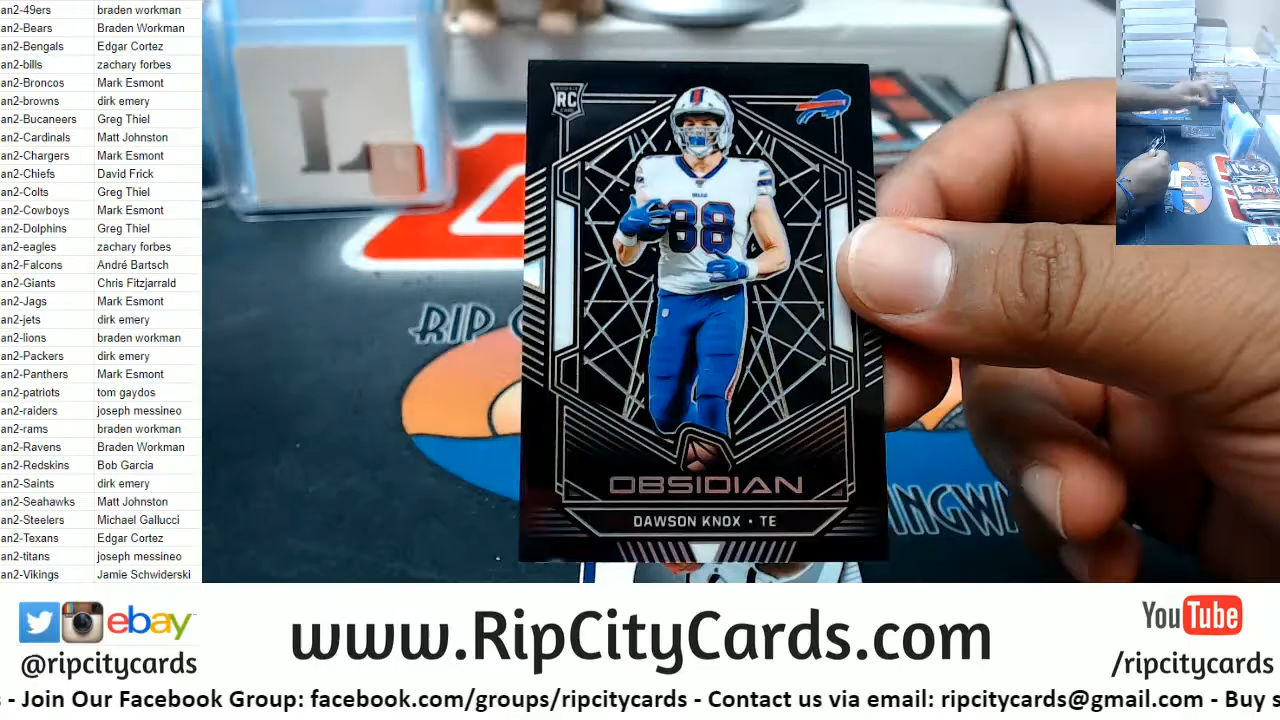 an2-49ers braden workman
an2-Bears Braden Workman
an2-Bengals Edgar Cortez
an2-bills zachary forbes
an2-Broncos Mark Esmont
an2-browns dirk emery
an2-Bucaneers Greg Thiel
an2-Cardinals Matt Johnston
an2-Chargers Mark Esmont
an2-Chiefs David Frick
an2-Colts Greg Thiel
an2-Cowboys Mark Esmont
an2-Dolphins Greg Thiel
an2-eagles zachary forbes
an2-Falcons André Bartsch
an2-Giants Chris Fitzjarrald
an2-Jags Mark Esmont
an2-jets dirk emery
an2-lions braden workman
an2-Packers dirk emery
an2-Panthers Mark Esmont
an2-patriots tom gaydos
an2-raiders joseph messineo
an2-rams braden workman
an2-Ravens Braden Workman
an2-Redskins Bob Garcia
an2-Saints dirk emery
an2-Seahawks Matt Johnston
an2-Steelers Michael Gallucci
an2-Texans Edgar Cortez
an2-titans joseph messineo
an2-Vikings Jamie Schwiderski
RC
88
OBSIDIAN
DAWSON KNOX • TE
RIP
INGW
ebay
@ripcitycards
www.RipCityCards.com
YouTube
/ripcitycards
s - Join Our Facebook Group: facebook.com/groups/ripcitycards - Contact us via email: ripcitycards@gmail.com - Buy s